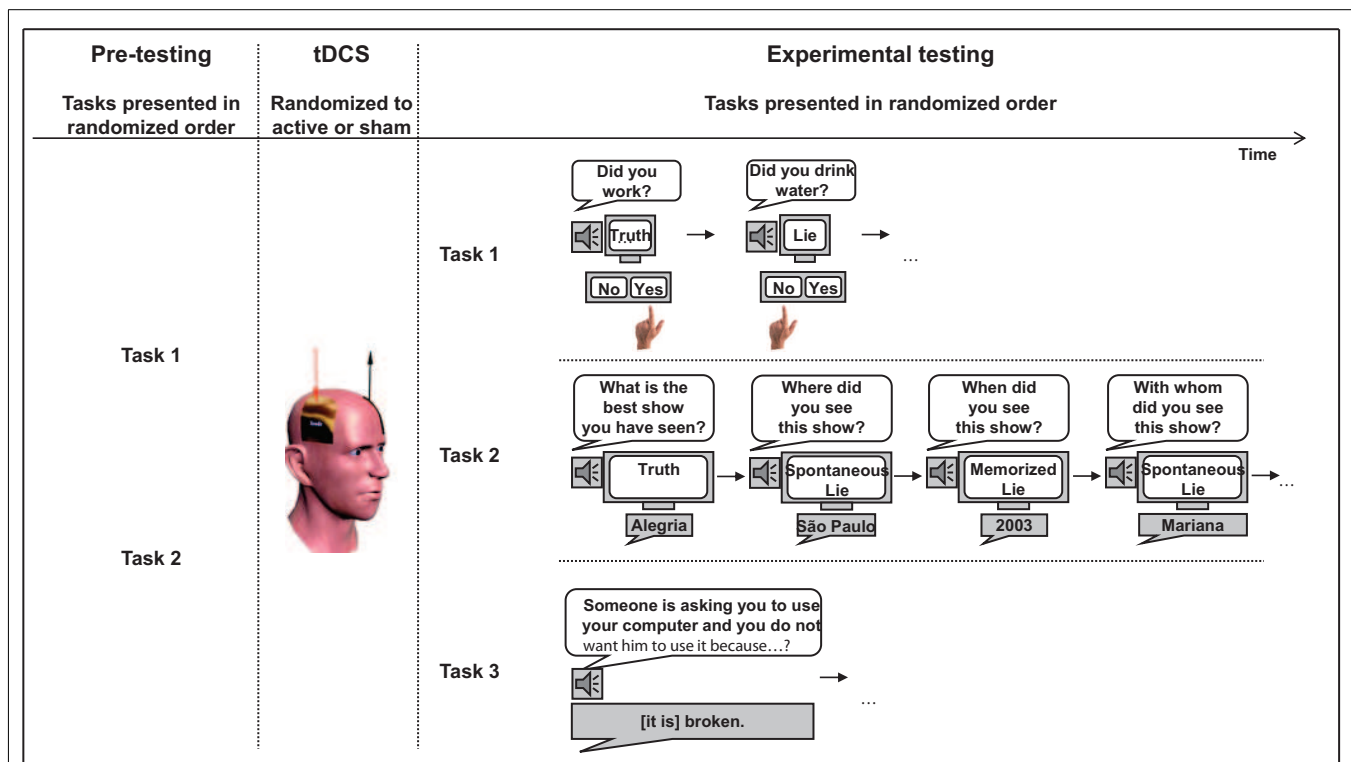 Pre-testing
tDCS
Experimental testing
Tasks presented in
randomized order
Randomized to
active or sham
Tasks presented in randomized order
Time
Task 1
Task 2
Task 1
Did you
work?
Truth
...
No Yes
Did you drink
water?
Lie
No Yes
...
Task 2
What is the
best show
you have seen?
Truth
Alegria
Where did
you see
this show?
Spontaneous
Lie
São Paulo
When did
you see
this show?
Memorized
Lie
2003
With whom
did you see
this show?
Spontaneous
Lie
Mariana
...
Task 3
Someone is asking you to use
your computer and you do not
want him to use it because…?
[it is] broken.
...